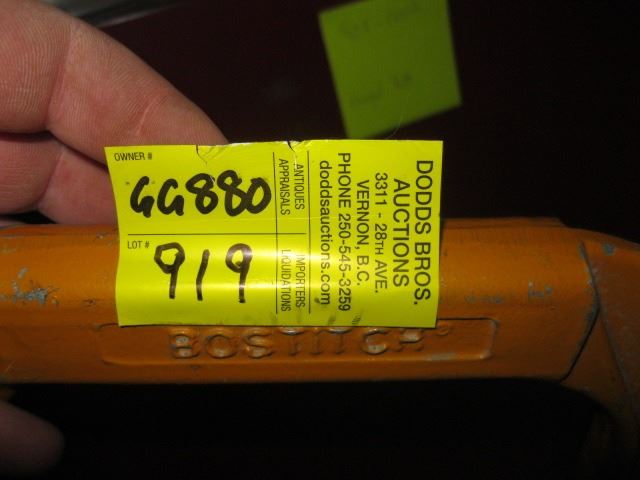 OWNER #
GG880
LOT #
919
ANTIQUES
APPRAISALS
IMPORTERS
LIQUIDATIONS
DODDS BROS.
AUCTIONS
3311 - 28TH AVE.
VERNON, B.C.
PHONE 250-545-3259
doddsauctions.com
BOSTITCH